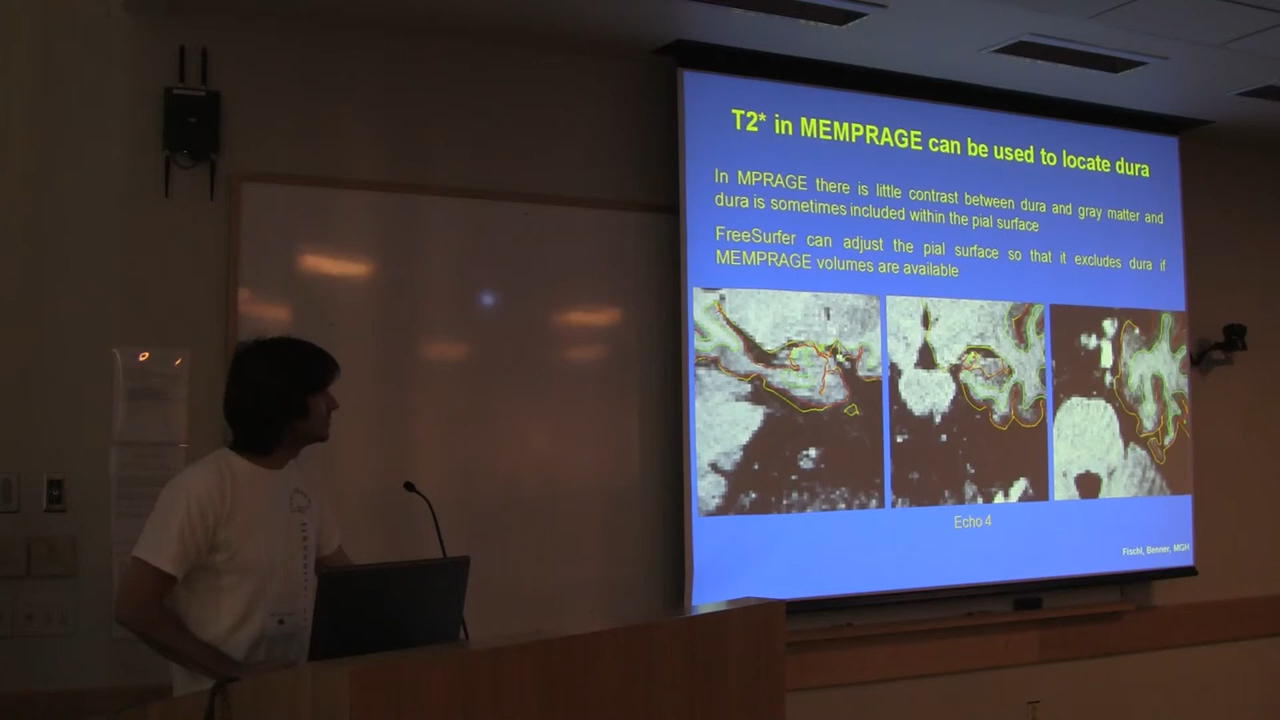 T2* in MEMPRAGE can be used to locate dura
In MPRAGE there is little contrast between dura and gray matter and
dura is sometimes included within the pial surface
FreeSurfer can adjust the pial surface so that it excludes dura if
MEMPRAGE volumes are available
Echo 4
Fischl, Benner, MGH